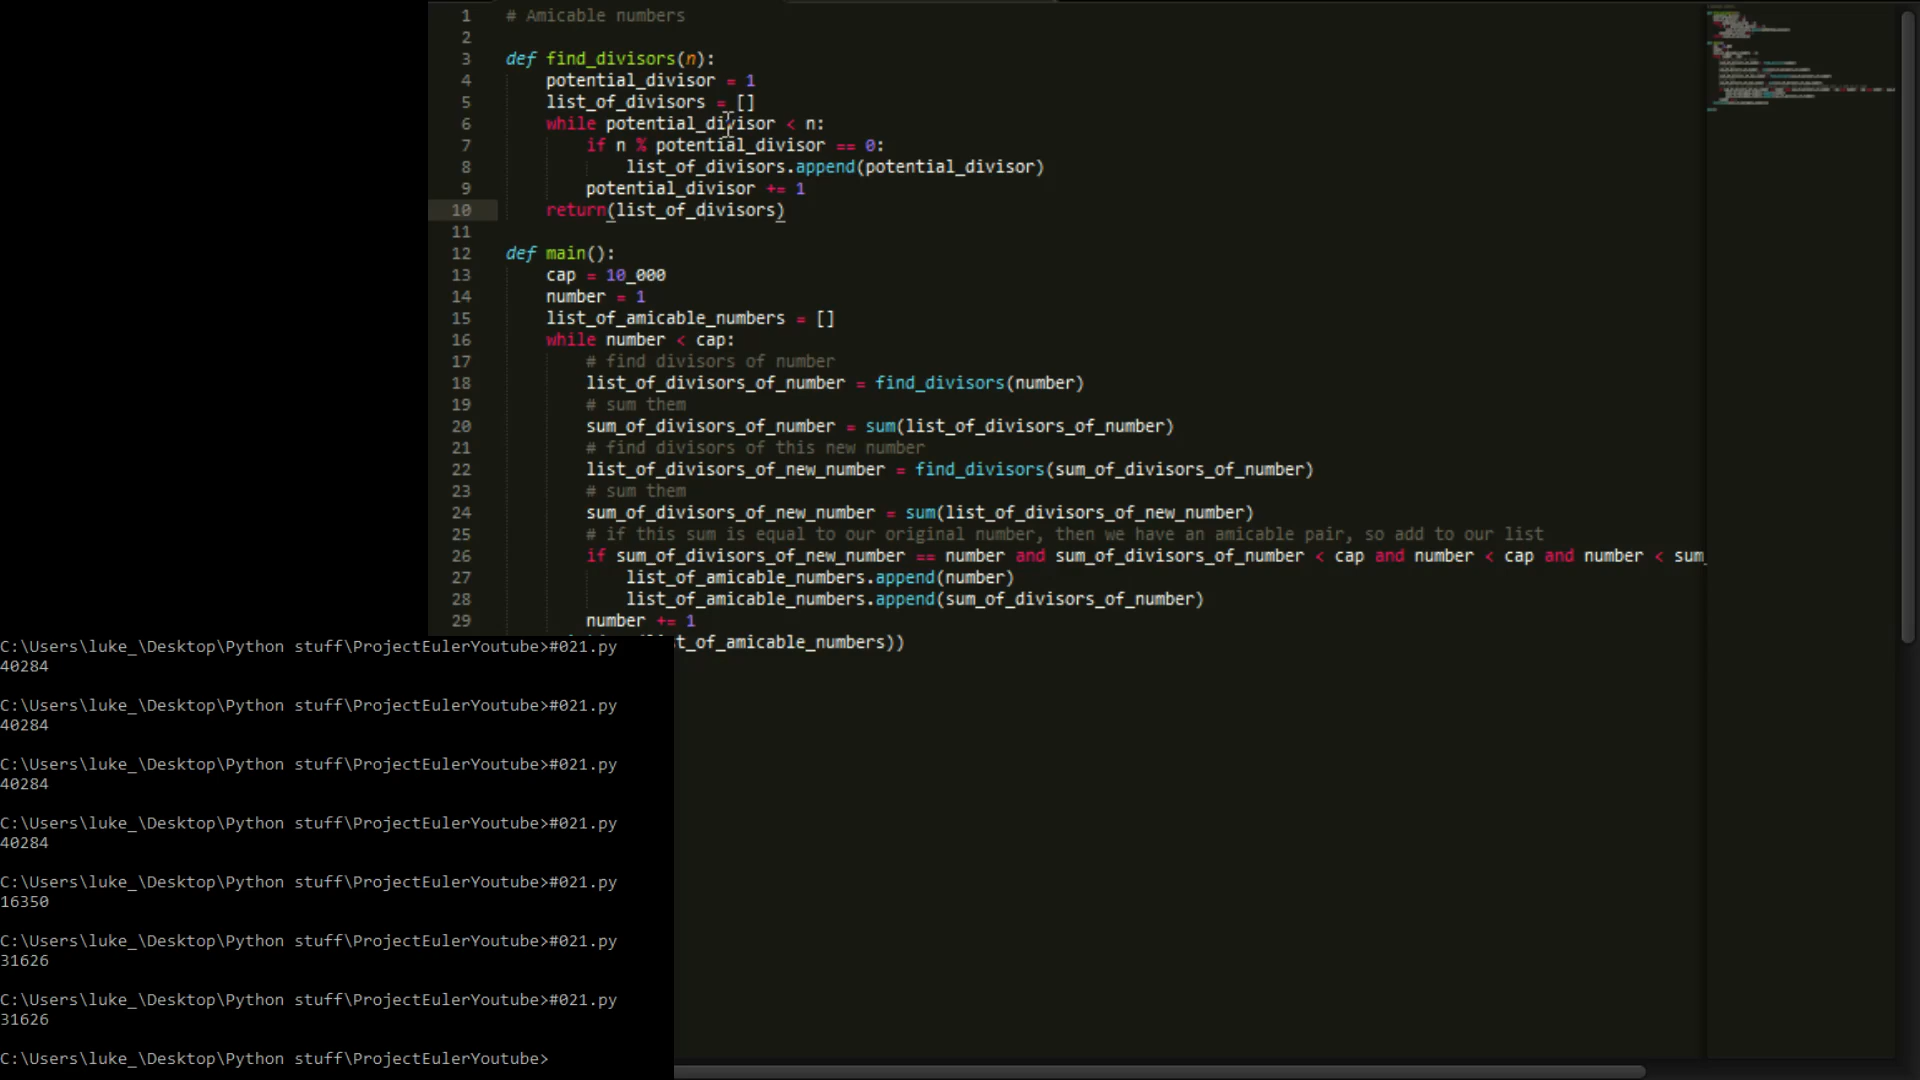 1 # Amicable numbers
2
3 def find_divisors(n):
4 potential_divisor = 1
5 list_of_divisors = []
6 while potential_divisor < n:
7 if n % potential_divisor == 0:
8 list_of_divisors.append(potential_divisor)
9 potential_divisor += 1
10 return(list_of_divisors)
11
12 def main():
13 cap = 10_000
14 number = 1
15 list_of_amicable_numbers = []
16 while number < cap:
17 # find divisors of number
18 list_of_divisors_of_number = find_divisors(number)
19 # sum them
20 sum_of_divisors_of_number = sum(list_of_divisors_of_number)
21 # find divisors of this new number
22 list_of_divisors_of_new_number = find_divisors(sum_of_divisors_of_number)
23 # sum them
24 sum_of_divisors_of_new_number = sum(list_of_divisors_of_new_number)
25 # if this sum is equal to our original number, then we have an amicable pair, so add to our list
26 if sum_of_divisors_of_new_number == number and sum_of_divisors_of_number < cap and number < cap and number < sum_
27 list_of_amicable_numbers.append(number)
28 list_of_amicable_numbers.append(sum_of_divisors_of_number)
29 number += 1
t_of_amicable_numbers))
C:\Users\luke_\Desktop\Python stuff\ProjectEulerYoutube>#021.py
40284
C:\Users\luke_\Desktop\Python stuff\ProjectEulerYoutube>#021.py
40284
C:\Users\luke_\Desktop\Python stuff\ProjectEulerYoutube>#021.py
40284
C:\Users\luke_\Desktop\Python stuff\ProjectEulerYoutube>#021.py
40284
C:\Users\luke_\Desktop\Python stuff\ProjectEulerYoutube>#021.py
16350
C:\Users\luke_\Desktop\Python stuff\ProjectEulerYoutube>#021.py
31626
C:\Users\luke_\Desktop\Python stuff\ProjectEulerYoutube>#021.py
31626
C:\Users\luke_\Desktop\Python stuff\ProjectEulerYoutube>